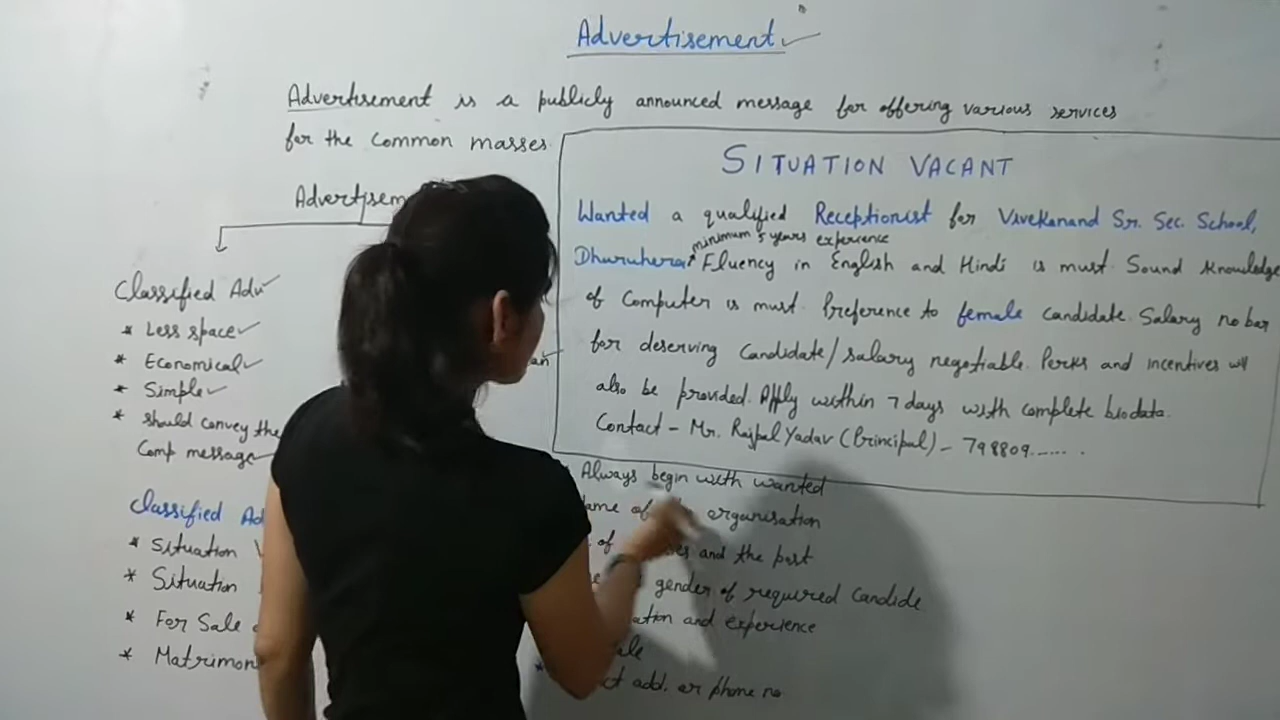 Advertisement
Advertisement is a publicly announced message for offering various services
for the common masses
Advertisem
Classified Adv
* Less space
* Economical
* Simple
* should convey the
Comp message
Classified Ad
* Situation V
* Situation
* For Sale
* Matrimon
SITUATION VACANT
Wanted a qualified Receptionist for Vivekanand Sr. Sec. School,
minimum 5 years experience
Dhuruhera. Fluency in English and Hindi is must. Sound knowledge
of Computer is must. Preference to female candidate. Salary no bar
for deserving candidate/salary negotiable. Perks and incentives will
also be provided. Apply within 7 days with complete biodata.
Contact - Mr. Rajpal Yadav (Principal) - 798809......
Always begin with wanted
ame of organisation
of and the post
gender of required candide
ation and experience
ale
ct add. or phone no